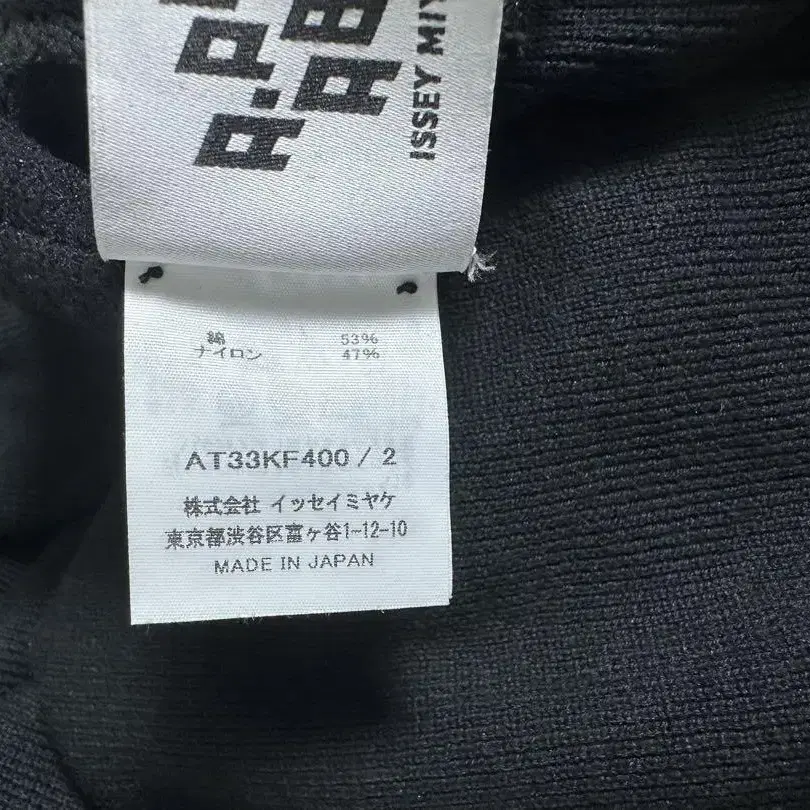 ISSEY MIY
綿 53%
ナイロン 47%
AT33KF400 / 2
株式会社 イッセイミヤケ
東京都渋谷区富ヶ谷1-12-10
MADE IN JAPAN